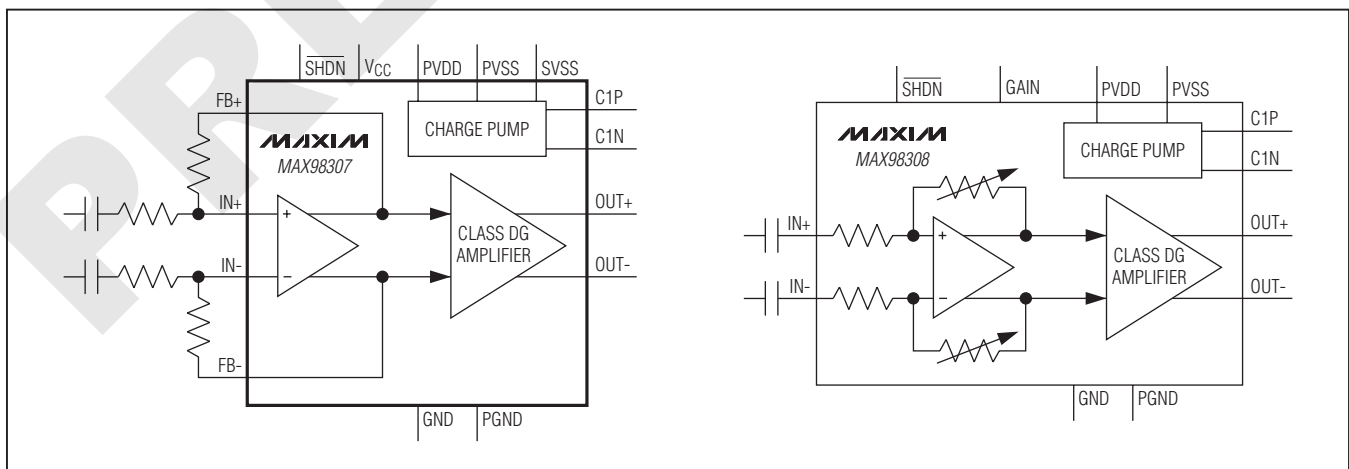 PRE
SHDN VCC PVDD PVSS SVSS
FB+
CHARGE PUMP
C1P
C1N
MAXIM
MAX98307
IN+
+
IN-
−
CLASS DG
AMPLIFIER
OUT+
OUT-
FB-
GND PGND
SHDN GAIN PVDD PVSS
MAXIM
MAX98308
CHARGE PUMP
C1P
C1N
IN+
+
IN-
−
CLASS DG
AMPLIFIER
OUT+
OUT-
GND PGND